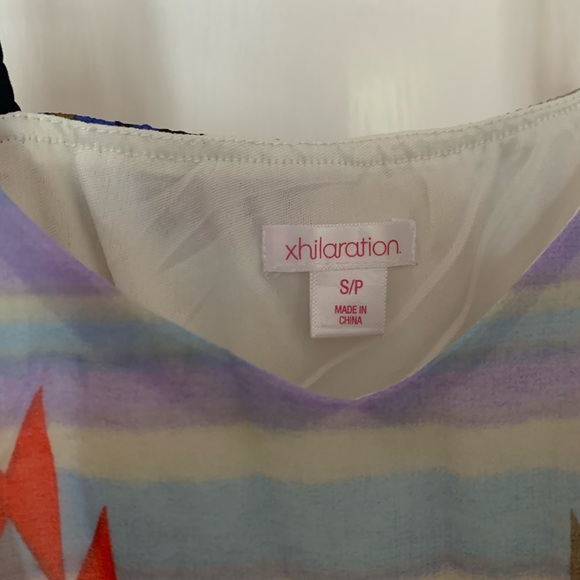 xhilaration.
S/P
MADE IN
CHINA